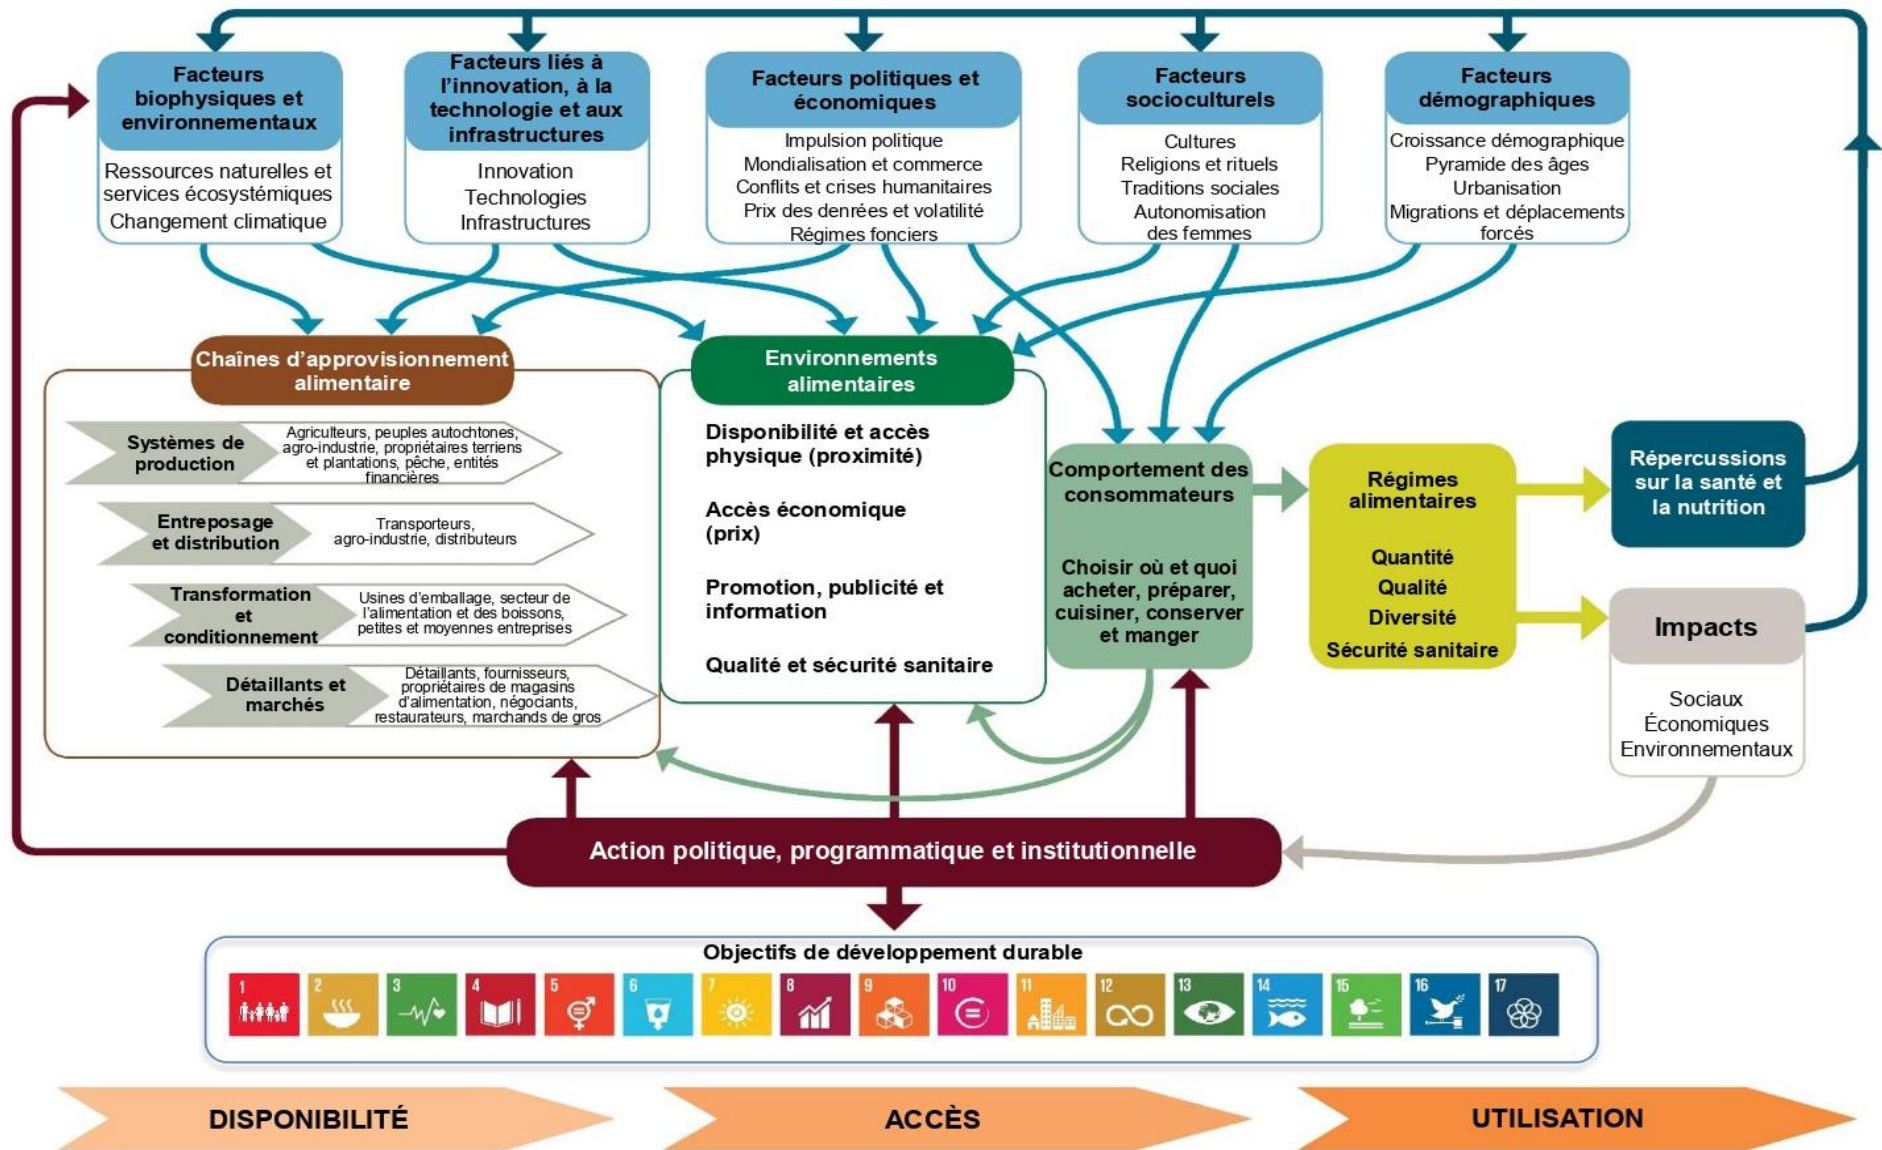 Facteurs
biophysiques et
environnementaux
Ressources naturelles et
services écosystémiques
Changement climatique
Facteurs liés à
l’innovation, à la
technologie et aux
infrastructures
Innovation
Technologies
Infrastructures
Facteurs politiques et
économiques
Impulsion politique
Mondialisation et commerce
Conflits et crises humanitaires
Prix des denrées et volatilité
Régimes fonciers
Facteurs
socioculturels
Cultures
Religions et rituels
Traditions sociales
Autonomisation
des femmes
Facteurs
démographiques
Croissance démographique
Pyramide des âges
Urbanisation
Migrations et déplacements
forcés
Chaînes d’approvisionnement
alimentaire
Systèmes de
production
Agriculteurs, peuples autochtones,
agro-industrie, propriétaires terriens
et plantations, pêche, entités
financières
Entreposage
et distribution
Transporteurs,
agro-industrie, distributeurs
Transformation
et
conditionnement
Usines d’emballage, secteur de
l’alimentation et des boissons,
petites et moyennes entreprises
Détaillants et
marchés
Détaillants, fournisseurs,
propriétaires de magasins
d’alimentation, négociants,
restaurateurs, marchands de gros
Environnements
alimentaires
Disponibilité et accès
physique (proximité)
Accès économique
(prix)
Promotion, publicité et
information
Qualité et sécurité sanitaire
Comportement des
consommateurs
Choisir où et quoi
acheter, préparer,
cuisiner, conserver
et manger
Régimes
alimentaires
Quantité
Qualité
Diversité
Sécurité sanitaire
Répercussions
sur la santé et
la nutrition
Impacts
Sociaux
Économiques
Environnementaux
Action politique, programmatique et institutionnelle
Objectifs de développement durable
1 2 3 4 5 6 7 8 9 10 11 12 13 14 15 16 17
DISPONIBILITÉ
ACCÈS
UTILISATION